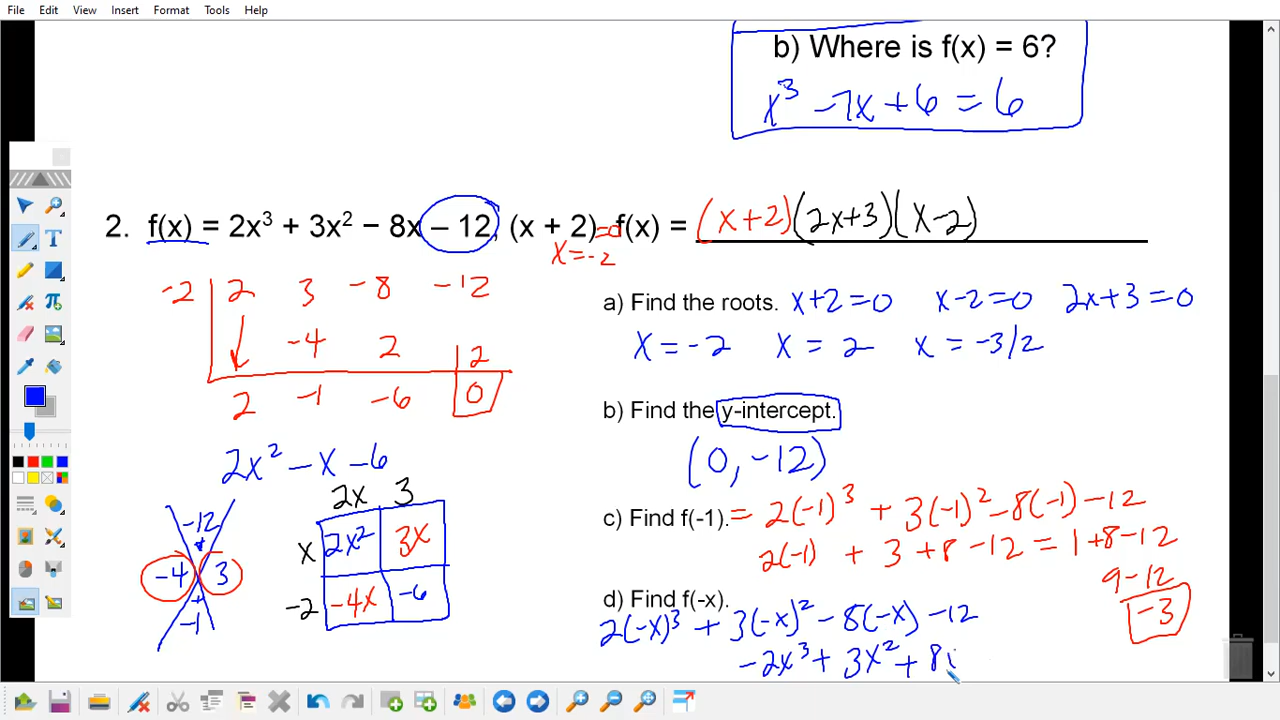 File Edit View Insert Format Tools Help
b) Where is f(x) = 6?
x³ - 7x + 6 = 6
2. f(x) = 2x³ + 3x² − 8x − 12, (x + 2) =0 f(x) = (x+2)(2x+3)(x-2)
x = -2
-2 2 3 -8 -12
-4 2 12
2 -1 -6 0
2x² - x - 6
-12
-4 3
+
-1
2x 3
x 2x² 3x
-2 -4x -6
a) Find the roots. x+2=0 x-2=0 2x+3=0
x = -2 x = 2 x = -3/2
b) Find the y-intercept.
(0, -12)
c) Find f(-1). = 2(-1)³ + 3(-1)² - 8(-1) - 12
2(-1) + 3 + 8 - 12 = 1+8-12
9-12
-3
d) Find f(-x).
2(-x)³ + 3(-x)² - 8(-x) - 12
-2x³ + 3x² + 8